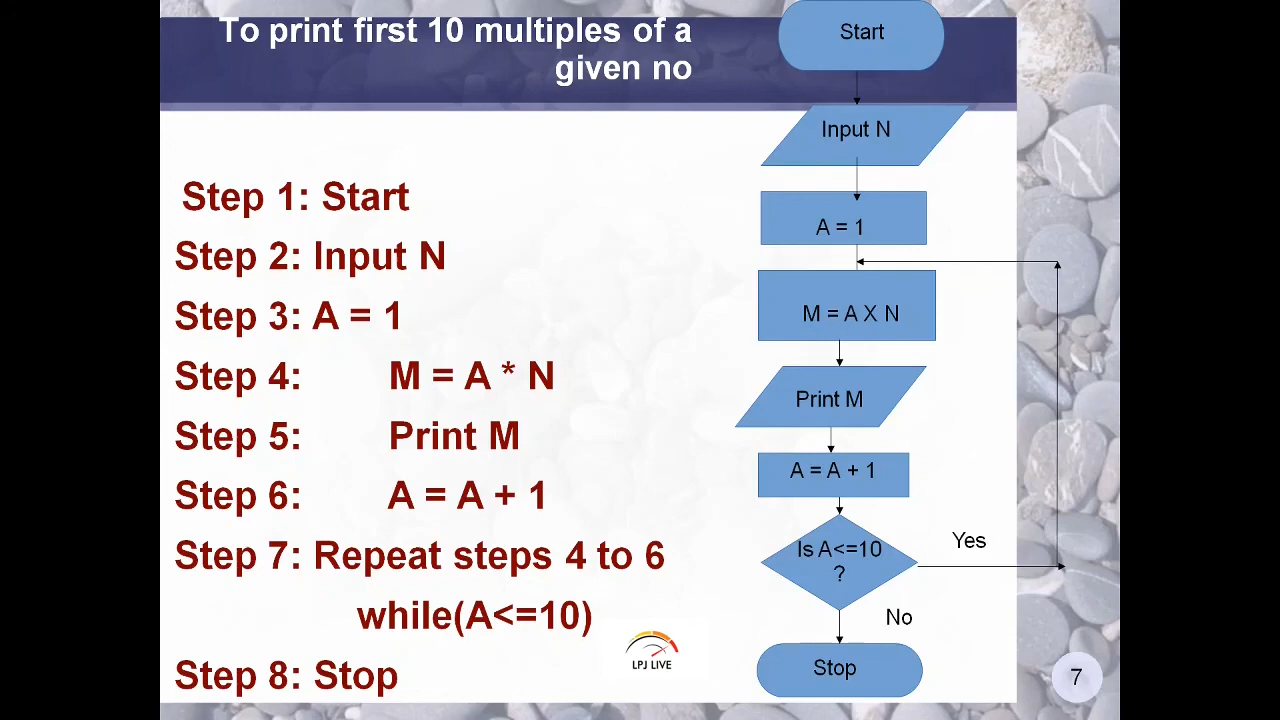 To print first 10 multiples of a
given no
Step 1: Start
Step 2: Input N
Step 3: A = 1
Step 4: M = A * N
Step 5: Print M
Step 6: A = A + 1
Step 7: Repeat steps 4 to 6
while(A<=10)
Step 8: Stop
LPJ LIVE
Start
Input N
A = 1
M = A X N
Print M
A = A + 1
Is A<=10
?
Yes
No
Stop
7